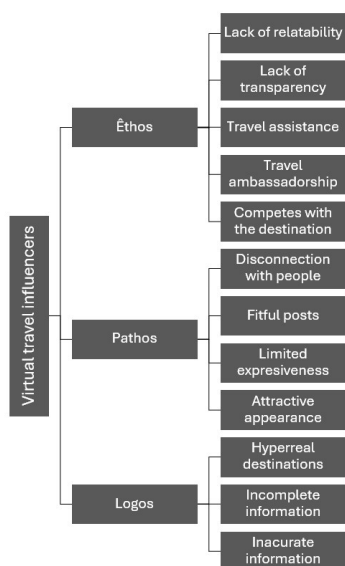 Virtual travel influencers
Êthos
Lack of relatability
Lack of
transparency
Travel assistance
Travel
ambassadorship
Competes with
the destination
Pathos
Disconnection
with people
Fitful posts
Limited
expresiveness
Attractive
appearance
Logos
Hyperreal
destinations
Incomplete
information
Inacurate
information